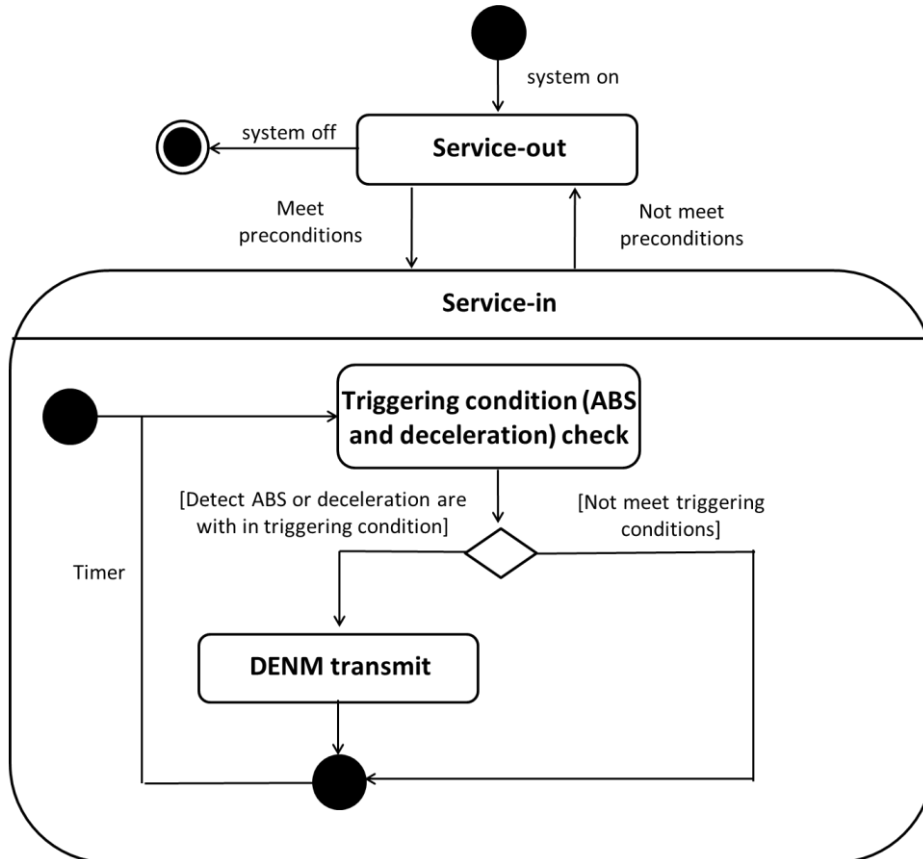 system on
system off
Service-out
Meet
preconditions
Not meet
preconditions
Service-in
Triggering condition (ABS
and deceleration) check
[Detect ABS or deceleration are
with in triggering condition]
[Not meet triggering
conditions]
Timer
DENM transmit